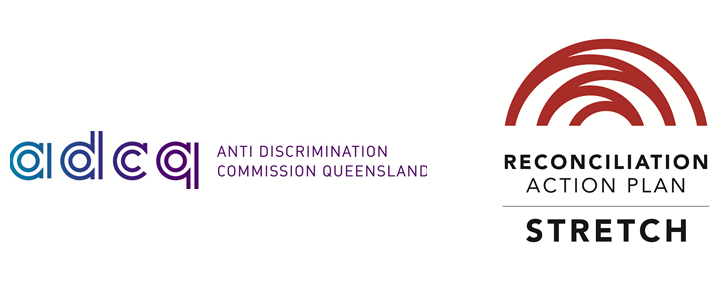 adcq
ANTI DISCRIMINATION
COMMISSION QUEENSLAND
RECONCILIATION
ACTION PLAN
STRETCH